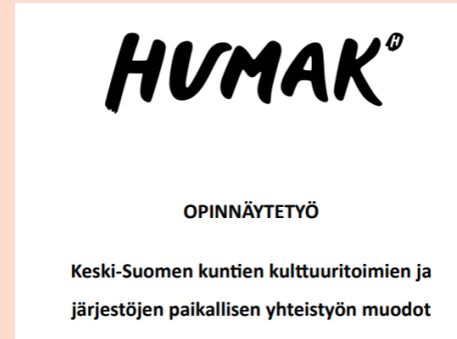 HUMAK
H
OPINNÄYTETYÖ
Keski-Suomen kuntien kulttuuritoimien ja
järjestöjen paikallisen yhteistyön muodot